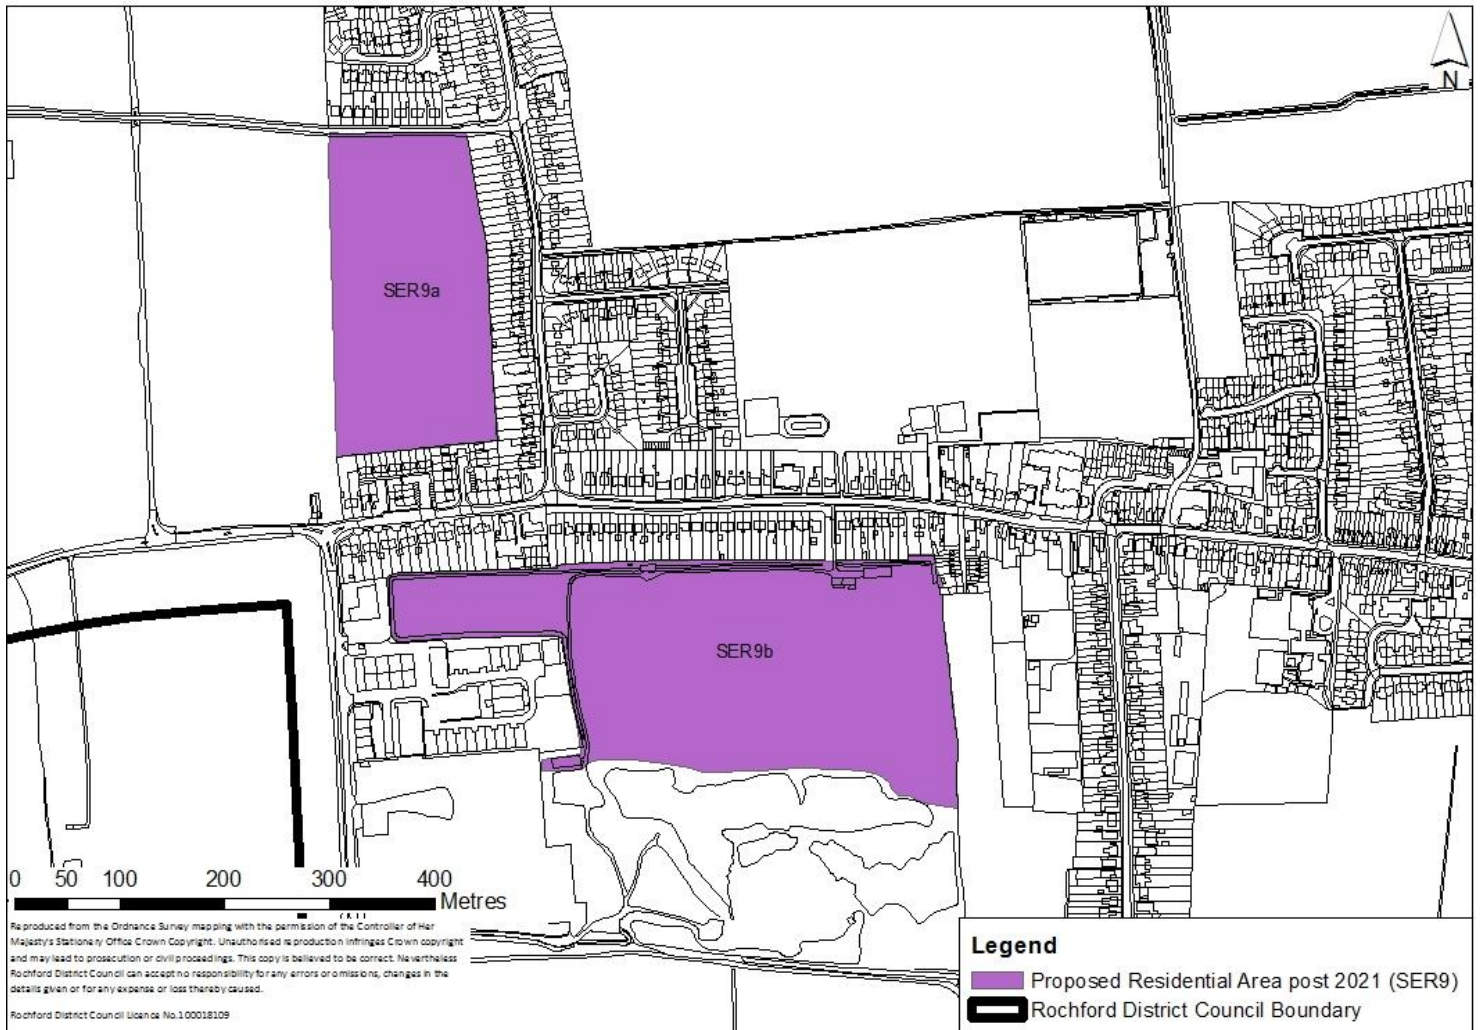 N
SER9a
SER9b
0 50 100 200 300 400
Metres
Reproduced from the Ordnance Survey mapping with the permission of the Controller of Her
Majesty's Stationery Office Crown Copyright. Unauthorised reproduction infringes Crown copyright
and may lead to prosecution or civil proceedings. This copy is believed to be correct. Nevertheless
Rochford District Council can accept no responsibility for any errors or omissions, changes in the
details given or for any expense or loss thereby caused.
Rochford District Council Licence No.100018109
Legend
Proposed Residential Area post 2021 (SER9)
Rochford District Council Boundary